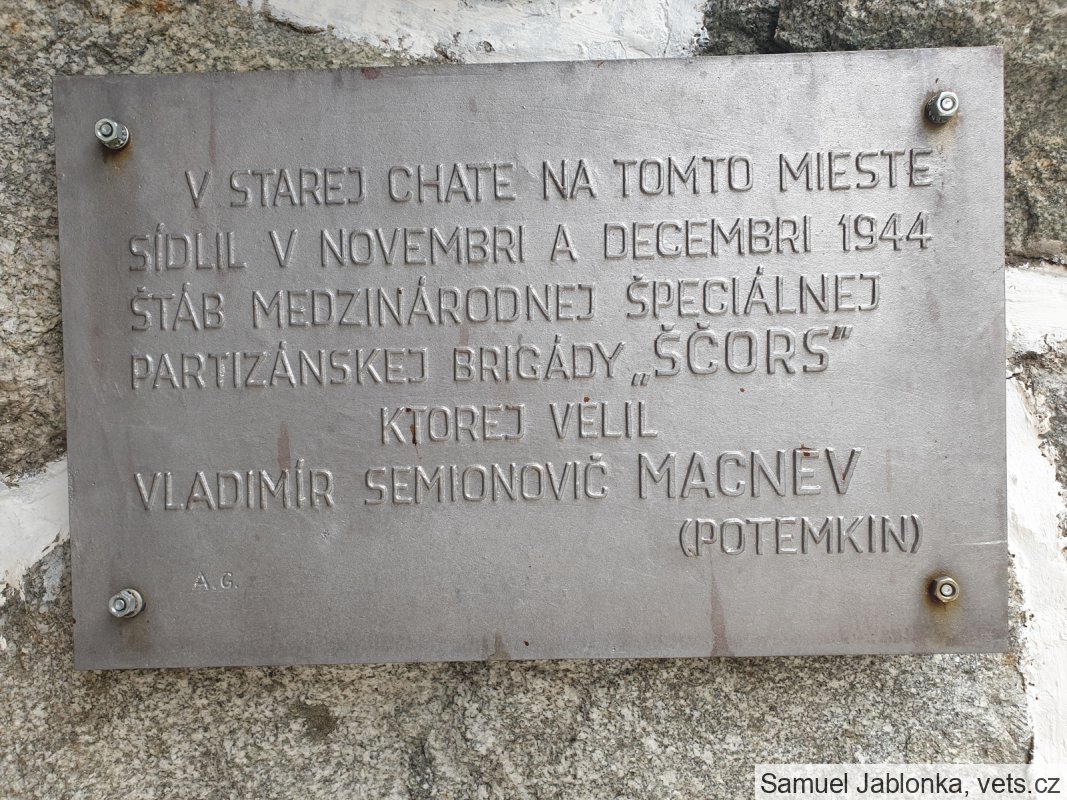 V STAREJ CHATE NA TOMTO MIESTE
SÍDLIL V NOVEMBRI A DECEMBRI 1944
ŠTÁB MEDZINÁRODNEJ ŠPECIÁLNEJ
PARTIZÁNSKEJ BRIGÁDY „ŠČORS”
KTOREJ VELIL
VLADIMÍR SEMIONOVIČ MACNEV
(POTEMKIN)
A.G.
Samuel Jablonka, vets.cz